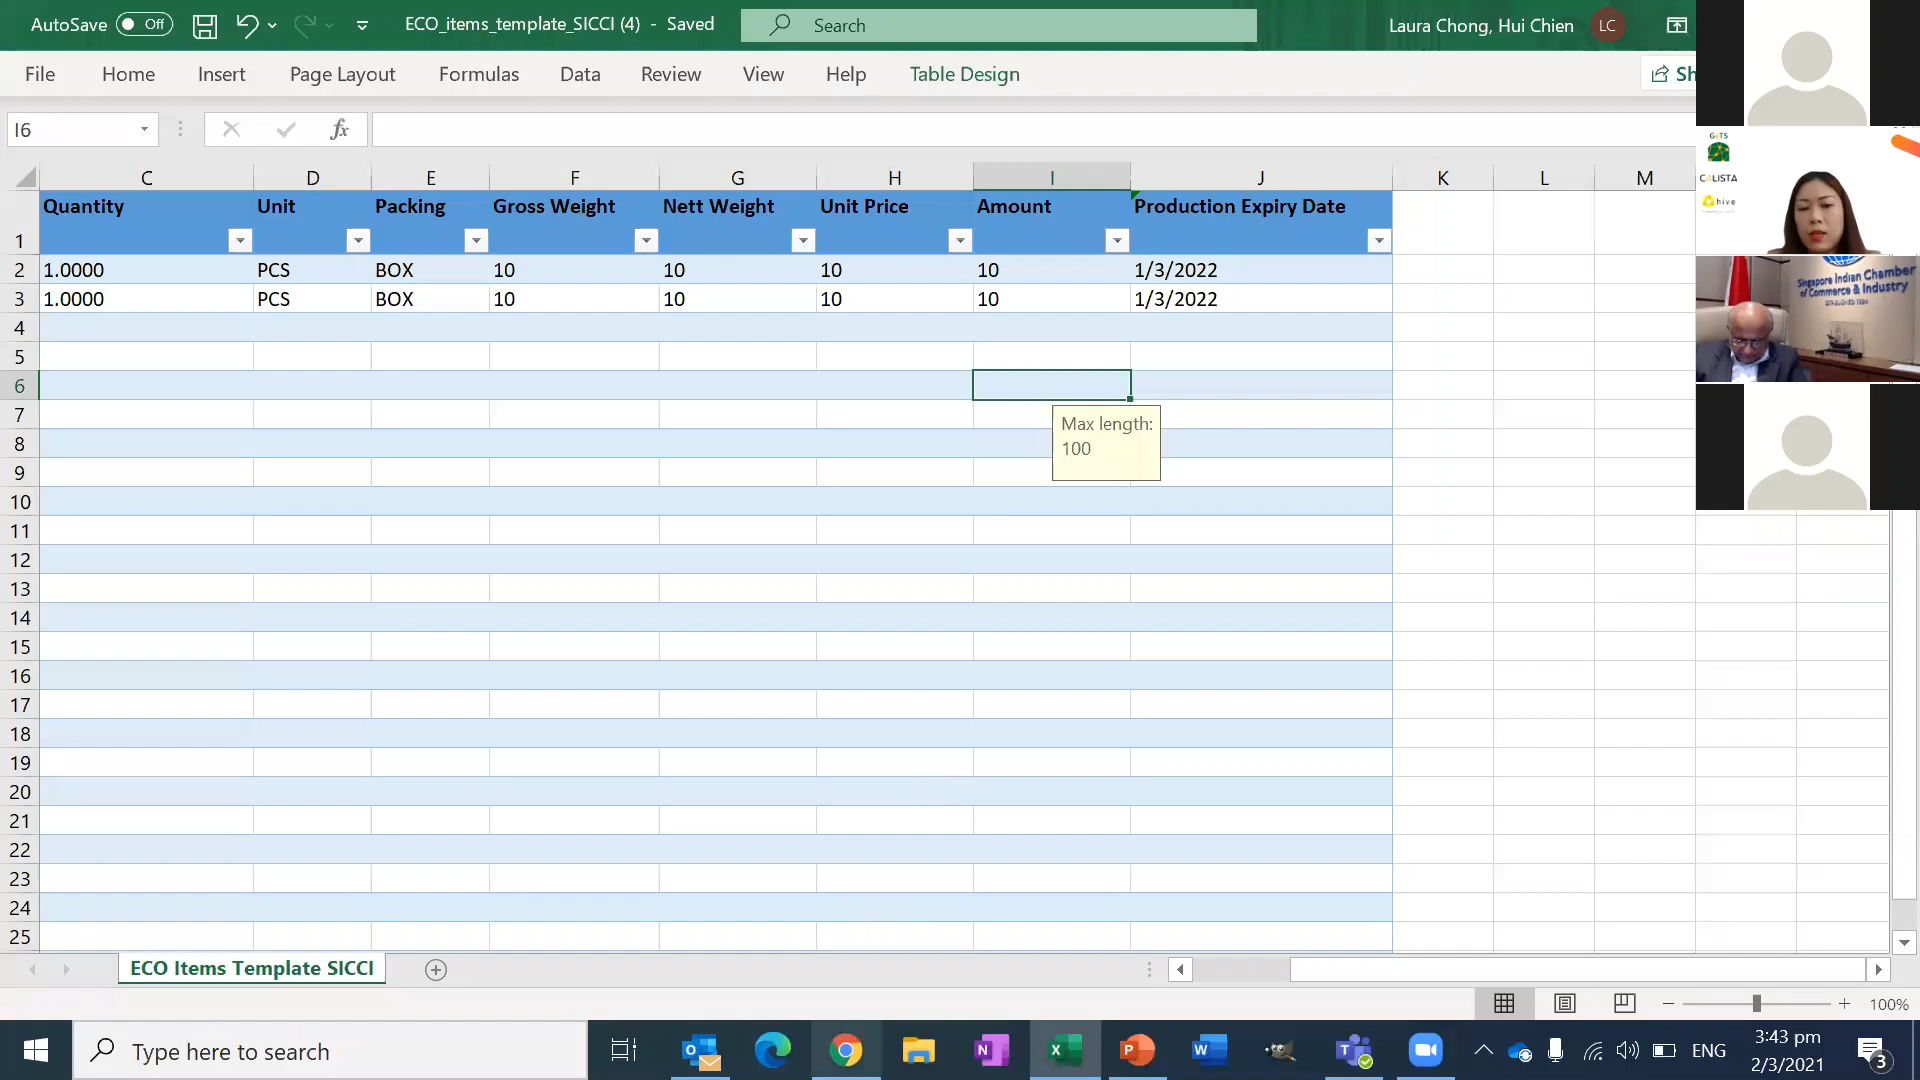 AutoSave Off ECO_items_template_SICCI (4) - Saved Search Laura Chong, Hui Chien LC
File Home Insert Page Layout Formulas Data Review View Help Table Design Sh
I6 fx
C D E F G H I J K L M
1 Quantity Unit Packing Gross Weight Nett Weight Unit Price Amount Production Expiry Date
2 1.0000 PCS BOX 10 10 10 10 1/3/2022
3 1.0000 PCS BOX 10 10 10 10 1/3/2022
4
5
6
7
Max length:
100
8
9
10
11
12
13
14
15
16
17
18
19
20
21
22
23
24
25
GeTS
CALISTA
hive
Singapore Indian Chamber
of Commerce & Industry
ECO Items Template SICCI
100%
Type here to search ENG 3:43 pm
2/3/2021 3